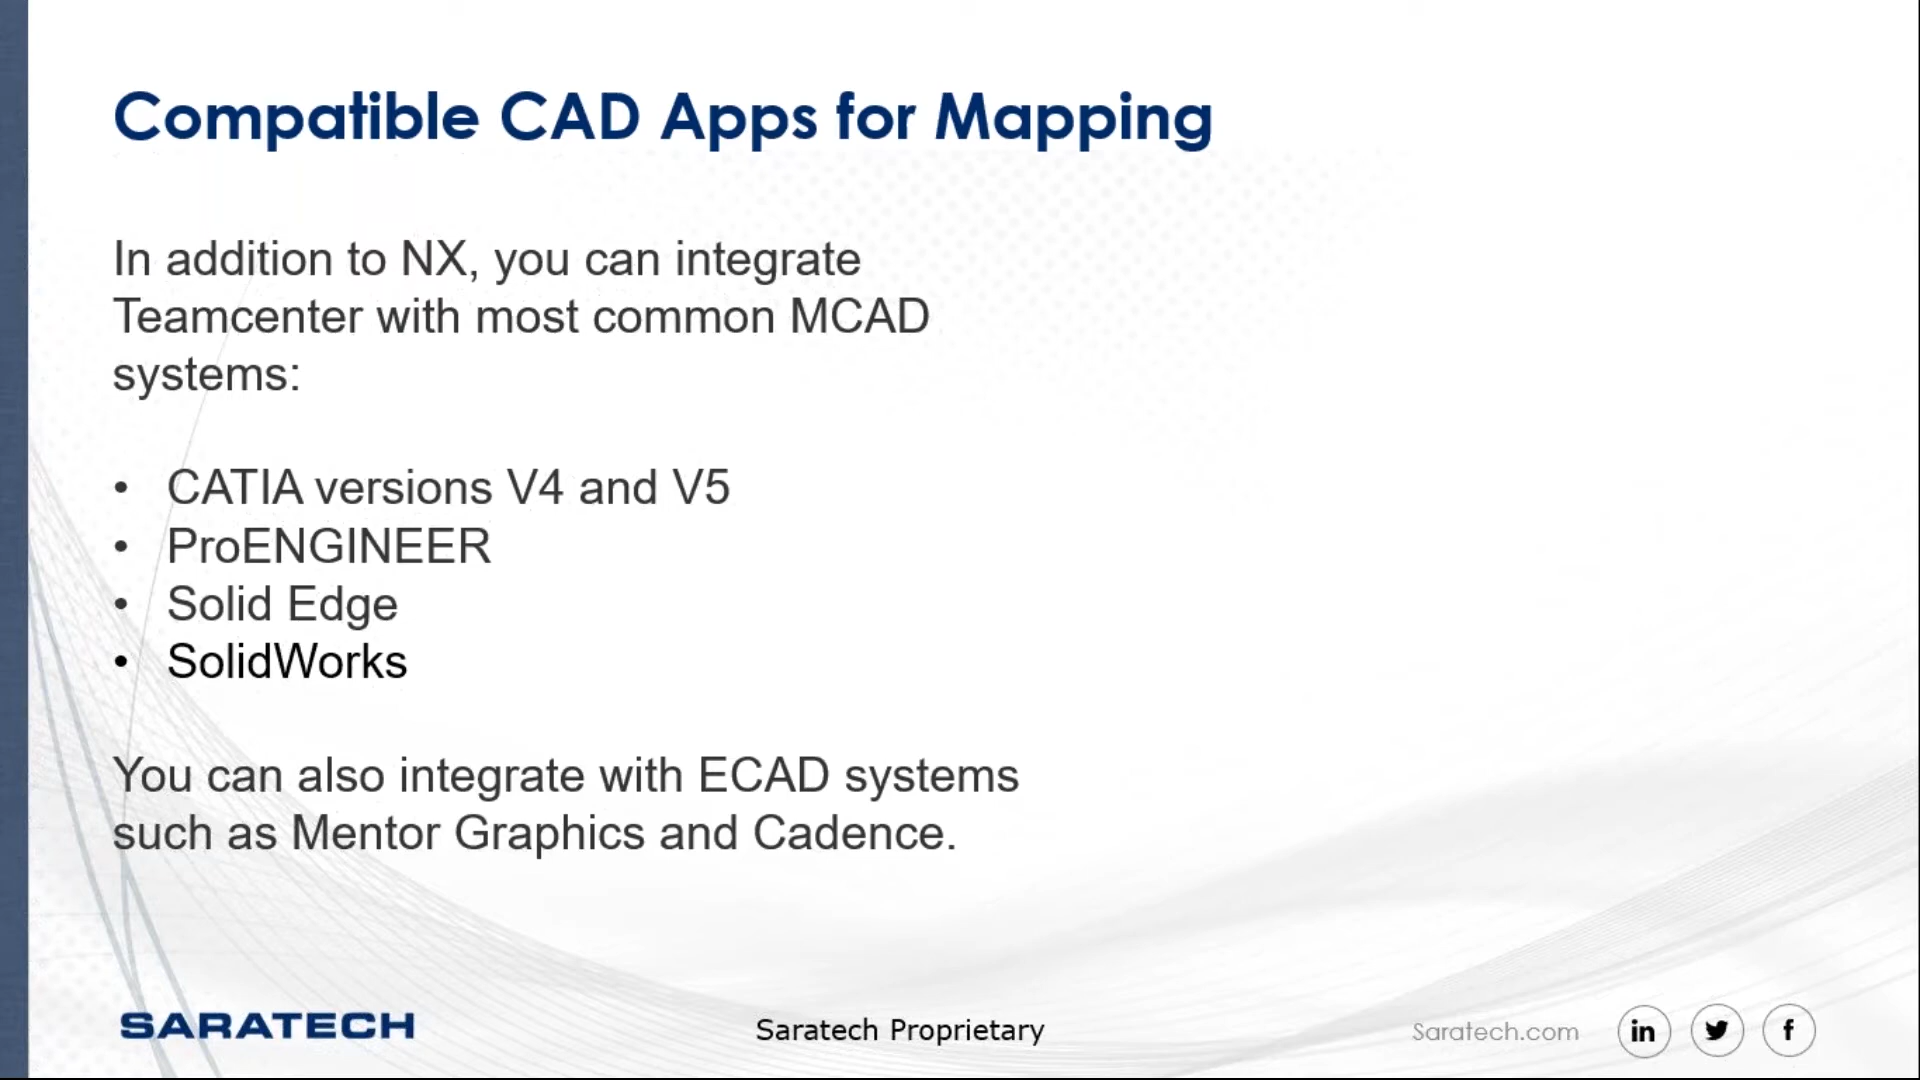 Compatible CAD Apps for Mapping
In addition to NX, you can integrate
Teamcenter with most common MCAD
systems:
• CATIA versions V4 and V5
• ProENGINEER
• Solid Edge
• SolidWorks
You can also integrate with ECAD systems
such as Mentor Graphics and Cadence.
SARATECH
Saratech Proprietary
Saratech.com
in
f